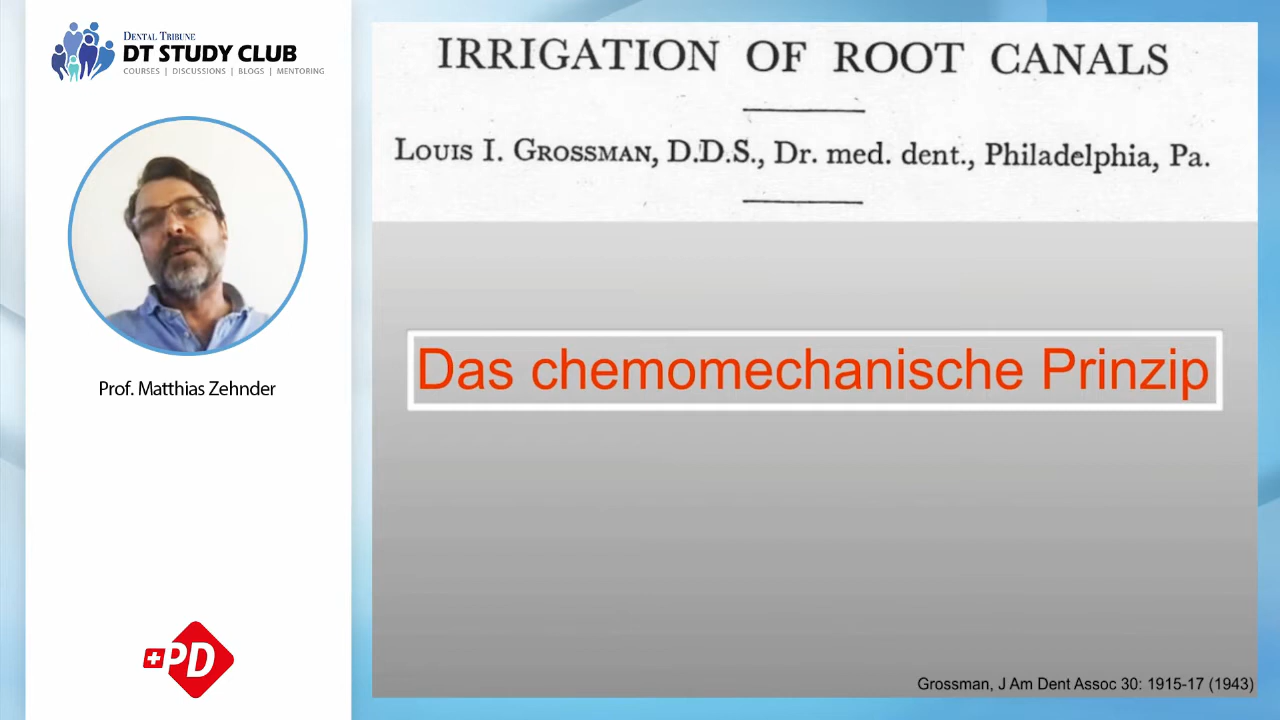 DENTAL TRIBUNE
DT STUDY CLUB
COURSES | DISCUSSIONS | BLOGS | MENTORING
Prof. Matthias Zehnder
PD
IRRIGATION OF ROOT CANALS
LOUIS I. GROSSMAN, D.D.S., Dr. med. dent., Philadelphia, Pa.
Das chemomechanische Prinzip
Grossman, J Am Dent Assoc 30: 1915-17 (1943)